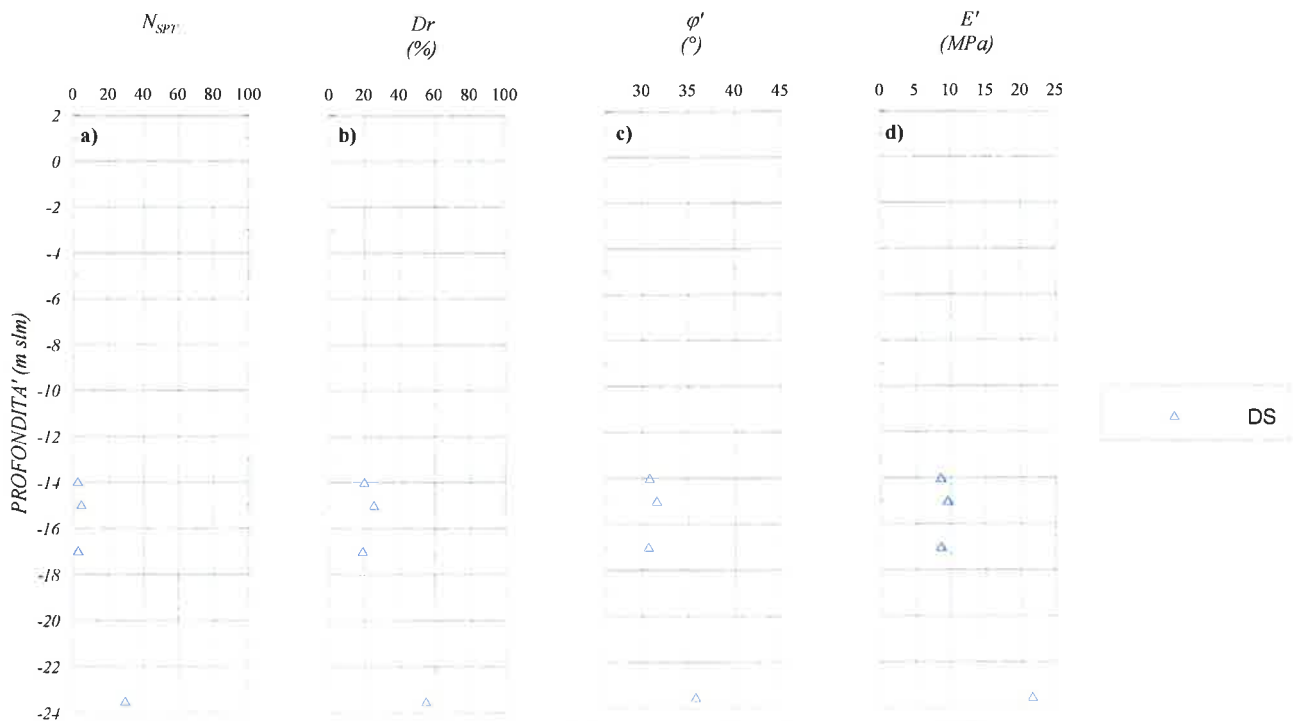 N_SPT
Dr
(%)
φ'
(°)
E'
(MPa)
0 20 40 60 80 100
0 20 40 60 80 100
30 35 40 45
0 5 10 15 20 25
a)
b)
c)
d)
2
0
-2
-4
-6
-8
-10
-12
-14
-16
-18
-20
-22
-24
PROFONDITA' (m slm)
DS